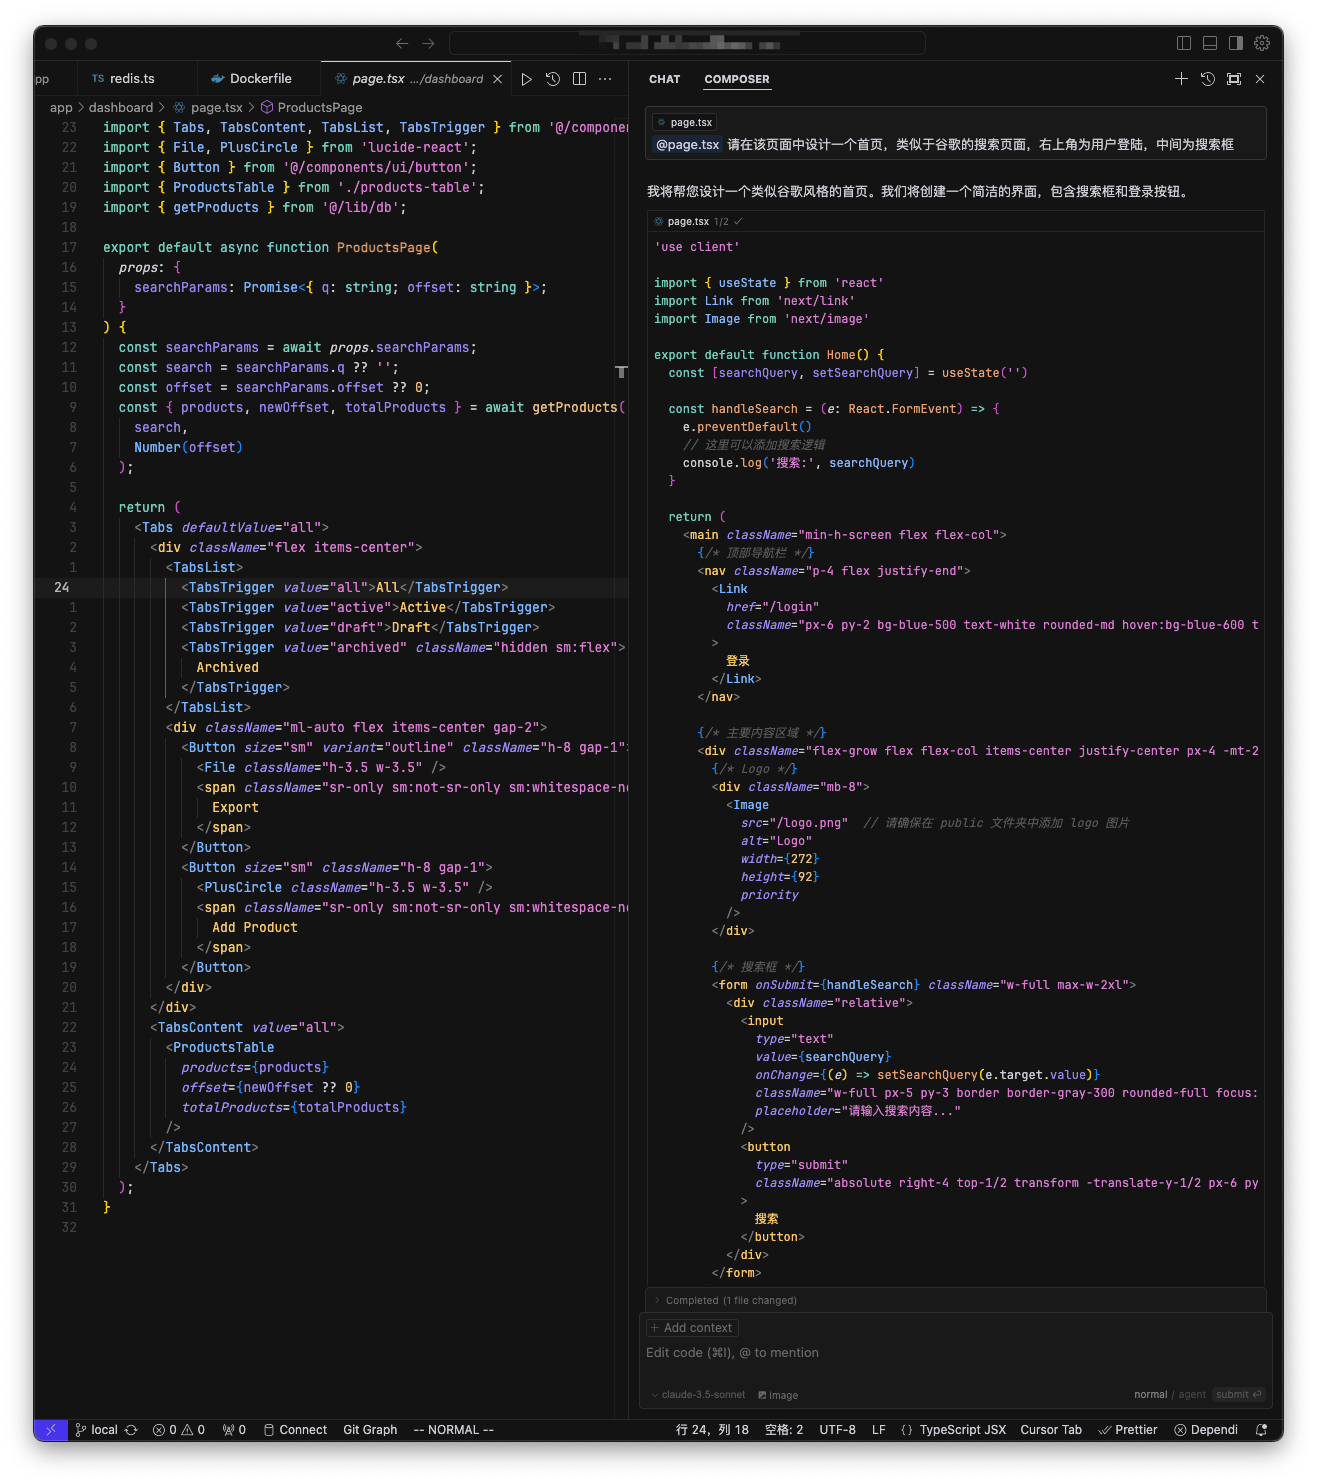 pp
TS redis.ts
Dockerfile
page.tsx .../dashboard
app > dashboard > page.tsx > ProductsPage
23 import { Tabs, TabsContent, TabsList, TabsTrigger } from '@/compone
22 import { File, PlusCircle } from 'lucide-react';
21 import { Button } from '@/components/ui/button';
20 import { ProductsTable } from './products-table';
19 import { getProducts } from '@/lib/db';
18
17 export default async function ProductsPage(
16 props: {
15 searchParams: Promise<{ q: string; offset: string }>;
14 }
13 ) {
12 const searchParams = await props.searchParams;
11 const search = searchParams.q ?? '';
10 const offset = searchParams.offset ?? 0;
9 const { products, newOffset, totalProducts } = await getProducts(
8 search,
7 Number(offset)
6 );
5
4 return (
3 <Tabs defaultValue="all">
2 <div className="flex items-center">
1 <TabsList>
24 <TabsTrigger value="all">All</TabsTrigger>
1 <TabsTrigger value="active">Active</TabsTrigger>
2 <TabsTrigger value="draft">Draft</TabsTrigger>
3 <TabsTrigger value="archived" className="hidden sm:flex">
4 Archived
5 </TabsTrigger>
6 </TabsList>
7 <div className="ml-auto flex items-center gap-2">
8 <Button size="sm" variant="outline" className="h-8 gap-1">
9 <File className="h-3.5 w-3.5" />
10 <span className="sr-only sm:not-sr-only sm:whitespace-n
11 Export
12 </span>
13 </Button>
14 <Button size="sm" className="h-8 gap-1">
15 <PlusCircle className="h-3.5 w-3.5" />
16 <span className="sr-only sm:not-sr-only sm:whitespace-n
17 Add Product
18 </span>
19 </Button>
20 </div>
21 </div>
22 <TabsContent value="all">
23 <ProductsTable
24 products={products}
25 offset={newOffset ?? 0}
26 totalProducts={totalProducts}
27 />
28 </TabsContent>
29 </Tabs>
30 );
31 }
32
CHAT COMPOSER
page.tsx
@page.tsx 请在该页面中设计一个首页，类似于谷歌的搜索页面，右上角为用户登陆，中间为搜索框
我将帮您设计一个类似谷歌风格的首页。我们将创建一个简洁的界面，包含搜索框和登录按钮。
page.tsx 1/2
'use client'
import { useState } from 'react'
import Link from 'next/link'
import Image from 'next/image'
export default function Home() {
const [searchQuery, setSearchQuery] = useState('')
const handleSearch = (e: React.FormEvent) => {
e.preventDefault()
// 这里可以添加搜索逻辑
console.log('搜索:', searchQuery)
}
return (
<main className="min-h-screen flex flex-col">
{/* 顶部导航栏 */}
<nav className="p-4 flex justify-end">
<Link
href="/login"
className="px-6 py-2 bg-blue-500 text-white rounded-md hover:bg-blue-600 t
>
登录
</Link>
</nav>
{/* 主要内容区域 */}
<div className="flex-grow flex flex-col items-center justify-center px-4 -mt-2
{/* Logo */}
<div className="mb-8">
<Image
src="/logo.png" // 请确保在 public 文件夹中添加 logo 图片
alt="Logo"
width={272}
height={92}
priority
/>
</div>
{/* 搜索框 */}
<form onSubmit={handleSearch} className="w-full max-w-2xl">
<div className="relative">
<input
type="text"
value={searchQuery}
onChange={(e) => setSearchQuery(e.target.value)}
className="w-full px-5 py-3 border border-gray-300 rounded-full focus:
placeholder="请输入搜索内容..."
/>
<button
type="submit"
className="absolute right-4 top-1/2 transform -translate-y-1/2 px-6 py
>
搜索
</button>
</div>
</form>
> Completed (1 file changed)
+ Add context
Edit code (⌘I), @ to mention
claude-3.5-sonnet image
normal / agent submit
local 0 0 0 Connect Git Graph -- NORMAL --
行 24，列 18 空格: 2 UTF-8 LF {} TypeScript JSX Cursor Tab Prettier Dependi